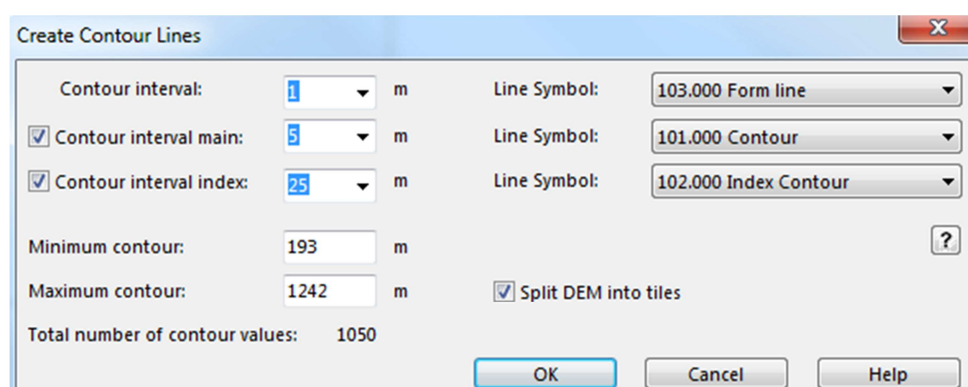 Create Contour Lines
Contour interval: 1 m Line Symbol: 103.000 Form line
Contour interval main: 5 m Line Symbol: 101.000 Contour
Contour interval index: 25 m Line Symbol: 102.000 Index Contour
Minimum contour: 193 m ?
Maximum contour: 1242 m Split DEM into tiles
Total number of contour values: 1050
OK Cancel Help